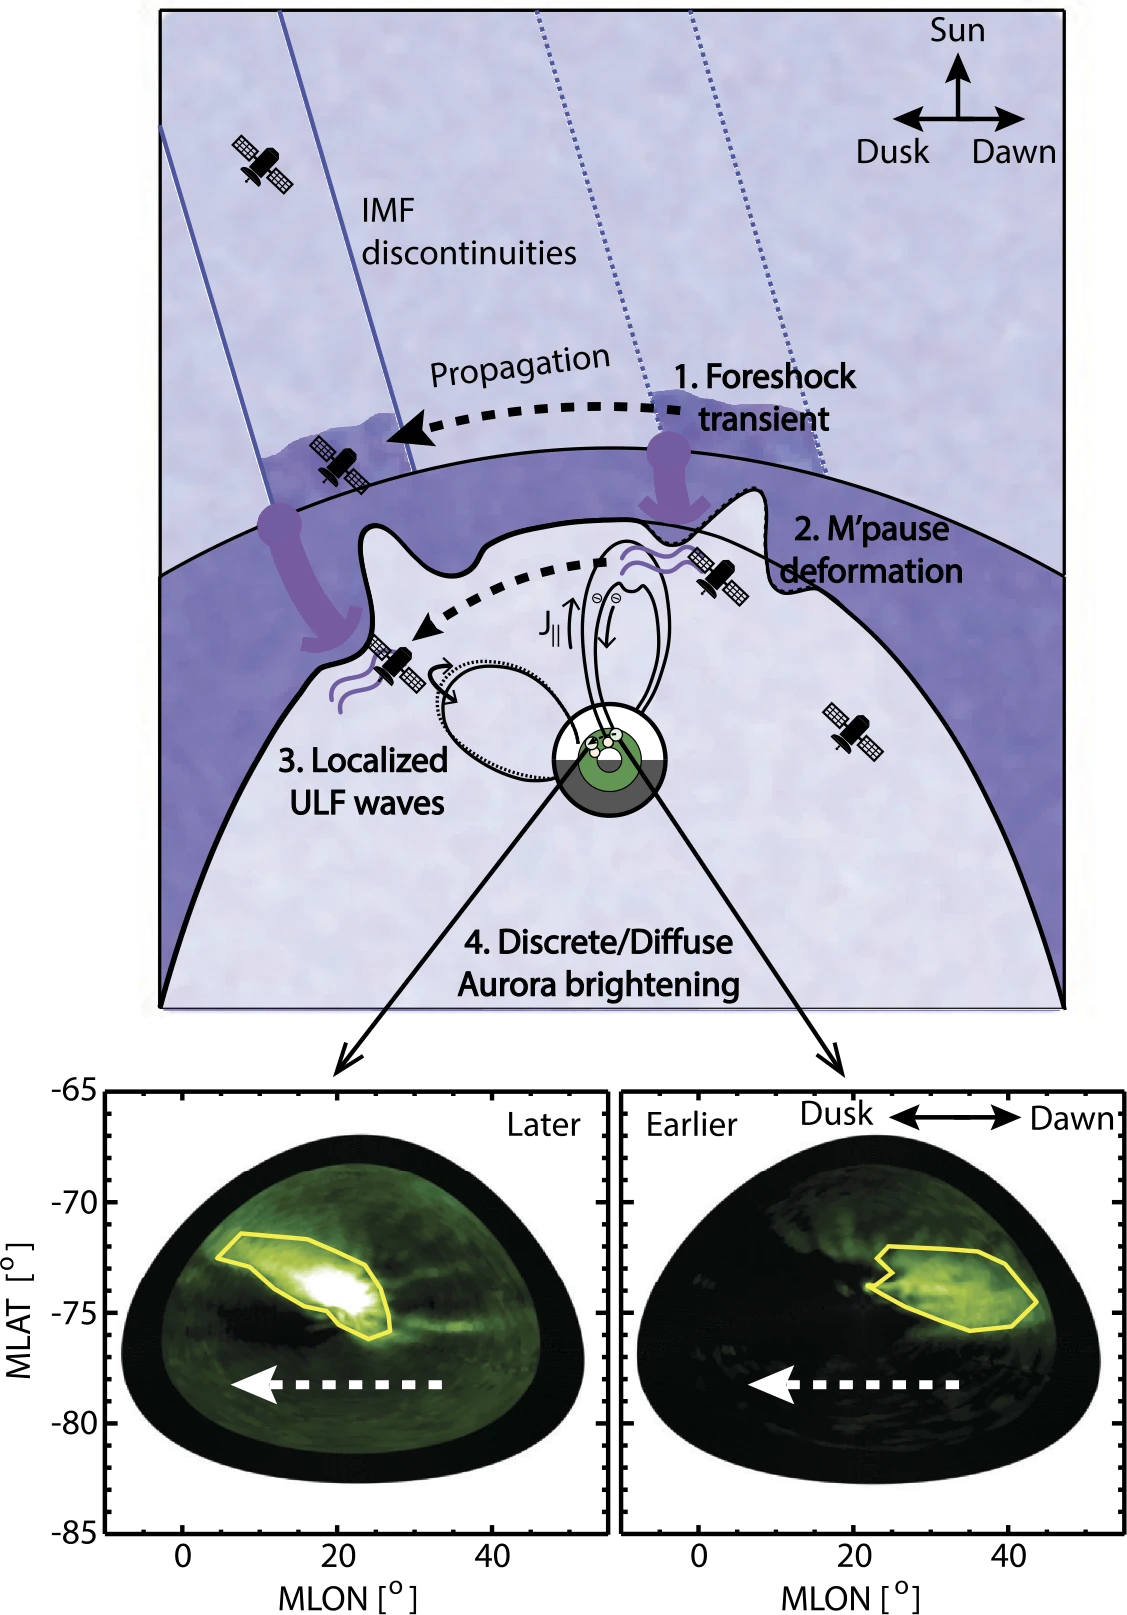 Sun
Dusk Dawn
IMF
discontinuities
Propagation
1. Foreshock
transient
2. M'pause
deformation
J||
3. Localized
ULF waves
4. Discrete/Diffuse
Aurora brightening
Later
Earlier
Dusk Dawn
-65
-70
-75
-80
-85
MLAT [°]
0 20 40
MLON [°]
0 20 40
MLON [°]